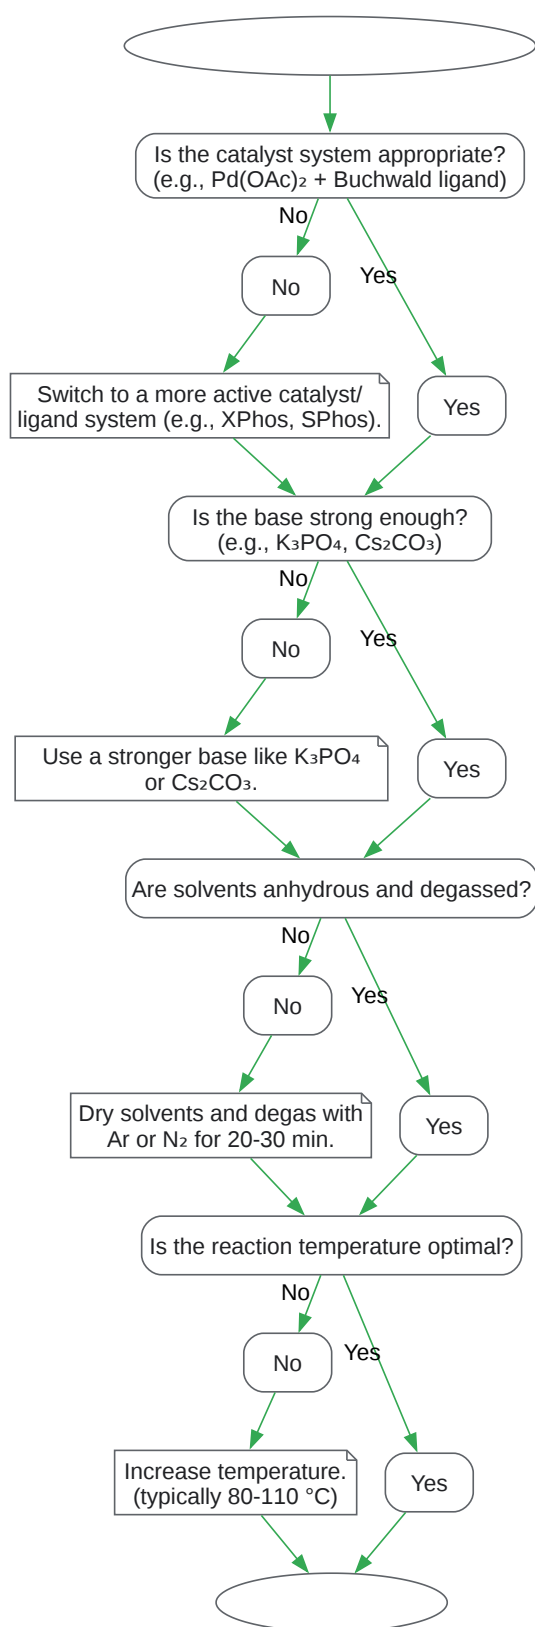 Is the catalyst system appropriate?
(e.g., Pd(OAc)₂ + Buchwald ligand)
No
Yes
No
Switch to a more active catalyst/
ligand system (e.g., XPhos, SPhos).
Yes
Is the base strong enough?
(e.g., K₃PO₄, Cs₂CO₃)
No
Yes
No
Use a stronger base like K₃PO₄
or Cs₂CO₃.
Yes
Are solvents anhydrous and degassed?
No
Yes
No
Dry solvents and degas with
Ar or N₂ for 20-30 min.
Yes
Is the reaction temperature optimal?
No
Yes
No
Increase temperature.
(typically 80-110 °C)
Yes